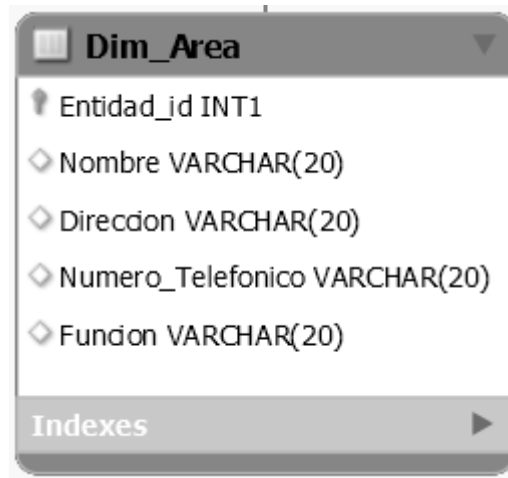 Dim_Area
Entidad_id INT1
Nombre VARCHAR(20)
Direccion VARCHAR(20)
Numero_Telefonico VARCHAR(20)
Funcion VARCHAR(20)
Indexes